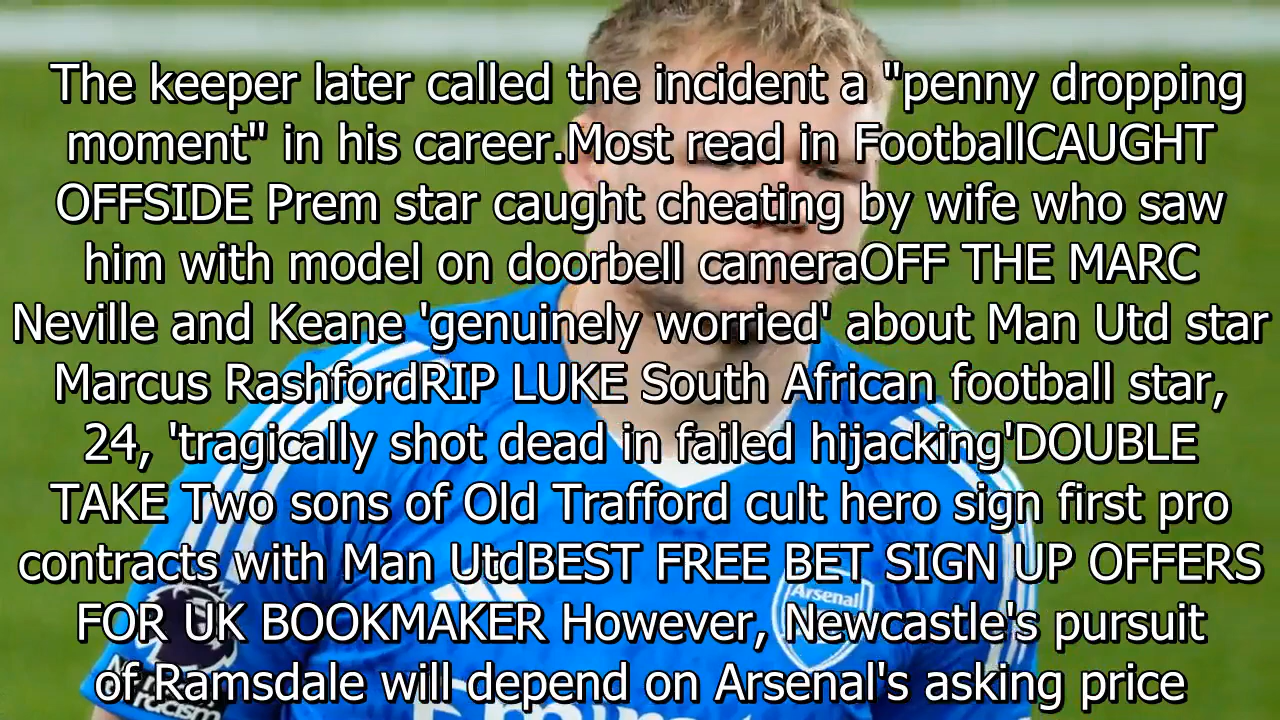 The keeper later called the incident a "penny dropping
moment" in his career.Most read in FootballCAUGHT
OFFSIDE Prem star caught cheating by wife who saw
him with model on doorbell cameraOFF THE MARC
Neville and Keane 'genuinely worried' about Man Utd star
Marcus RashfordRIP LUKE South African football star,
24, 'tragically shot dead in failed hijacking'DOUBLE
TAKE Two sons of Old Trafford cult hero sign first pro
contracts with Man UtdBEST FREE BET SIGN UP OFFERS
FOR UK BOOKMAKER However, Newcastle's pursuit
of Ramsdale will depend on Arsenal's asking price
Arsenal
racism